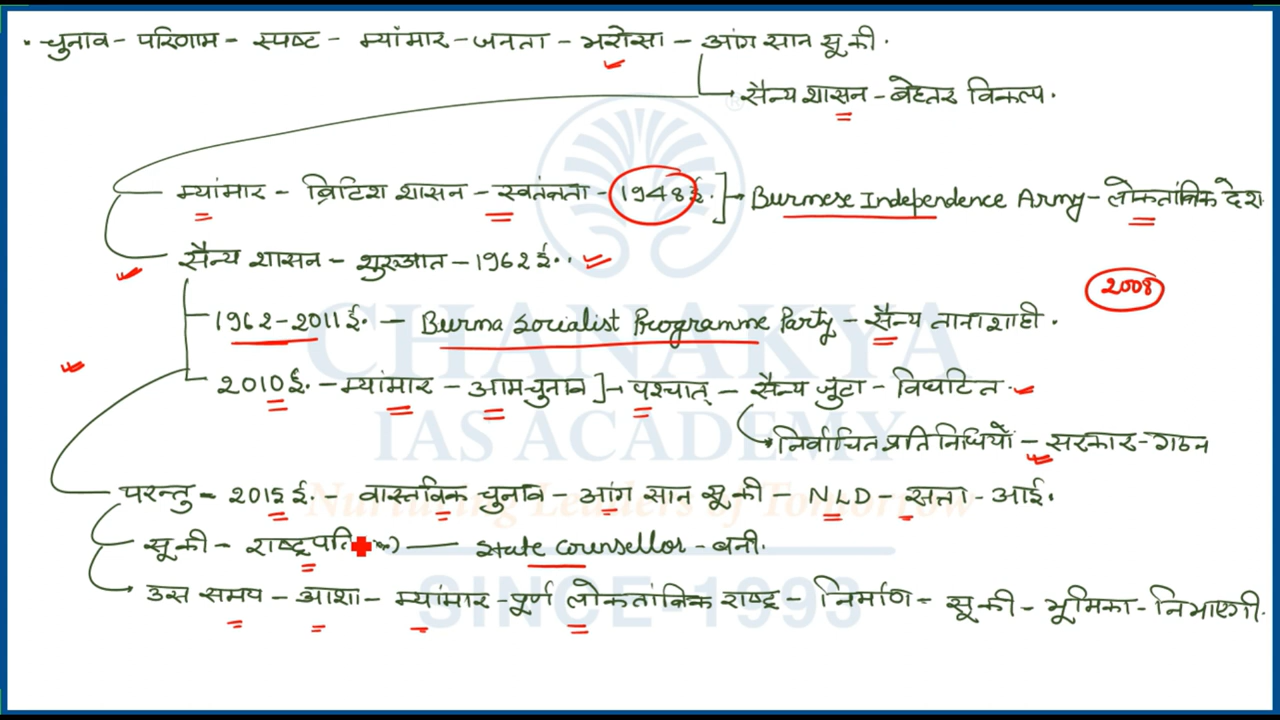 • चुनाव - परिणाम - स्पष्ट - म्यांमार - जनता - भरोसा - आंग सान सू की.
सैन्य शासन - बेहतर विकल्प.
म्यांमार - ब्रिटिश शासन - स्वतंत्रता - 1948 ई.] → Burmese Independence Army - लोकतांत्रिक देश
सैन्य शासन - शुरुआत - 1962 ई.
2008
1962-2011 ई. - Burma Socialist Programme Party - सैन्य तानाशाही.
CHANAKYA
2010 ई. - म्यांमार - आमचुनाव] → पश्चात् - सैन्य जुंटा - विघटित.
IAS ACADEMY
निर्वाचित प्रतिनिधियों - सरकार - गठन
परन्तु - 2015 ई. - वास्तविक चुनाव - आंग सान सू की - NLD - सत्ता - आई.
Nurturing Leaders of Tomorrow
सू की - राष्ट्रपति — State Counsellor - बनी.
SINCE-1993
उस समय - आशा - म्यांमार - पूर्ण लोकतांत्रिक राष्ट्र - निर्माण - सू की - भूमिका - निभाएगी.